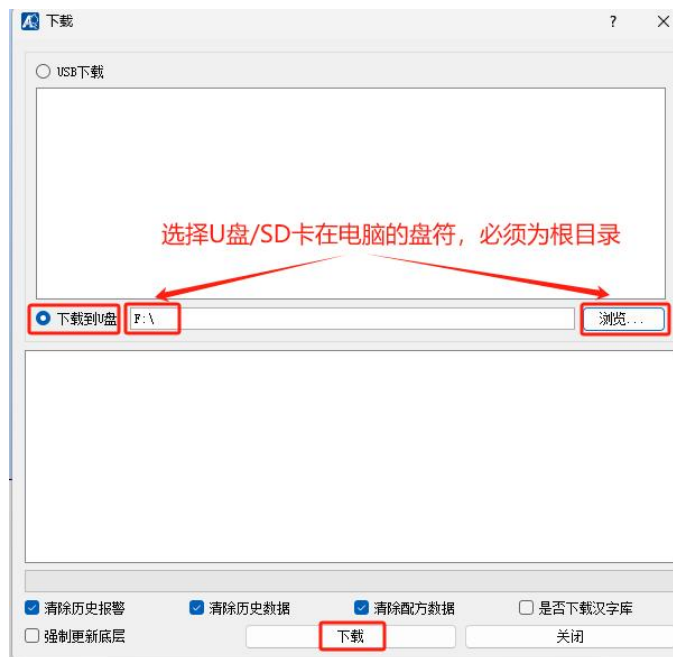 下载
? ×
USB下载
选择U盘/SD卡在电脑的盘符，必须为根目录
下载到U盘 F:\ 浏览...
清除历史报警 清除历史数据 清除配方数据 是否下载汉字库
强制更新底层 下载 关闭